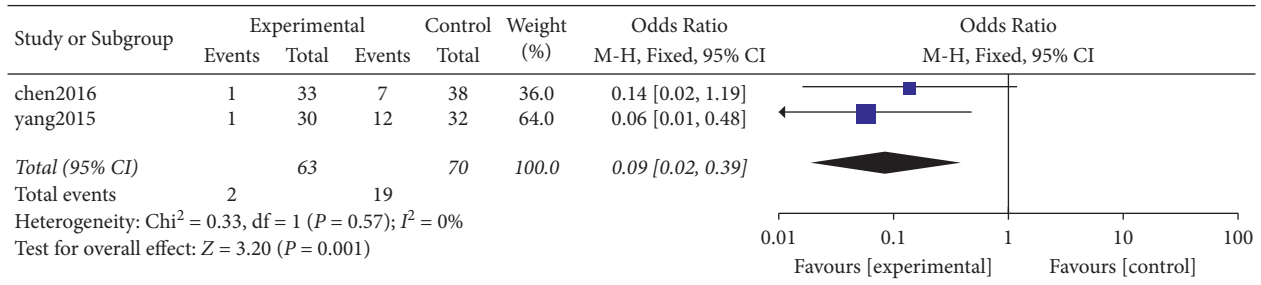 Study or Subgroup Experimental Control Weight (%) Odds Ratio Odds Ratio
Events Total Events Total M-H, Fixed, 95% CI M-H, Fixed, 95% CI
chen2016 1 33 7 38 36.0 0.14 [0.02, 1.19]
yang2015 1 30 12 32 64.0 0.06 [0.01, 0.48]
Total (95% CI) 63 70 100.0 0.09 [0.02, 0.39]
Total events 2 19
Heterogeneity: Chi² = 0.33, df = 1 (P = 0.57); I² = 0%
Test for overall effect: Z = 3.20 (P = 0.001)
0.01 0.1 1 10 100
Favours [experimental] Favours [control]